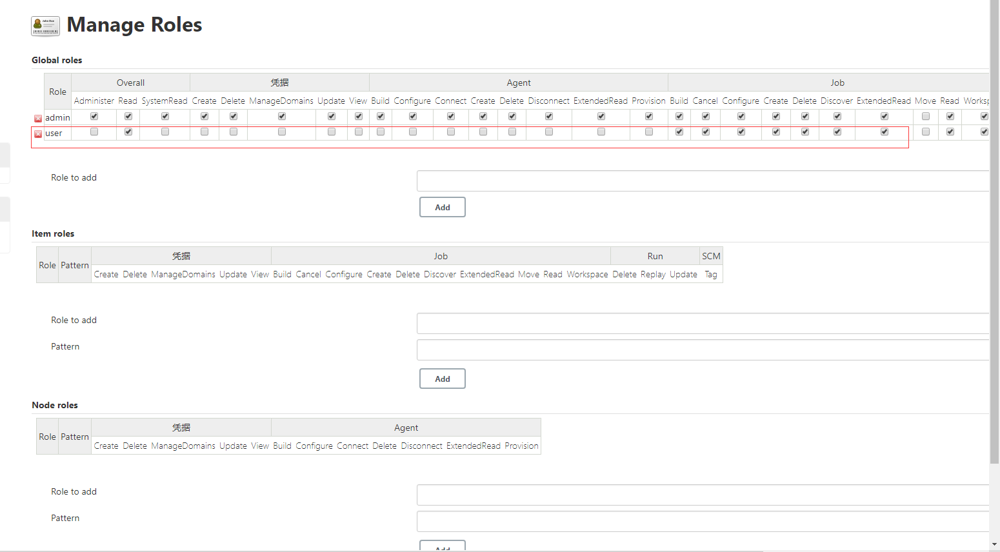 John Doe
Manage Roles
Global roles
Role Overall 凭据 Agent Job
Administer Read SystemRead Create Delete ManageDomains Update View Build Configure Connect Create Delete Disconnect ExtendedRead Provision Build Cancel Configure Create Delete Discover ExtendedRead Move Read Worksp
admin
user
Role to add
Add
Item roles
Role Pattern 凭据 Job Run SCM
Create Delete ManageDomains Update View Build Cancel Configure Create Delete Discover ExtendedRead Move Read Workspace Delete Replay Update Tag
Role to add
Pattern
Add
Node roles
Role Pattern 凭据 Agent
Create Delete ManageDomains Update View Build Configure Connect Delete Disconnect ExtendedRead Provision
Role to add
Pattern
Add